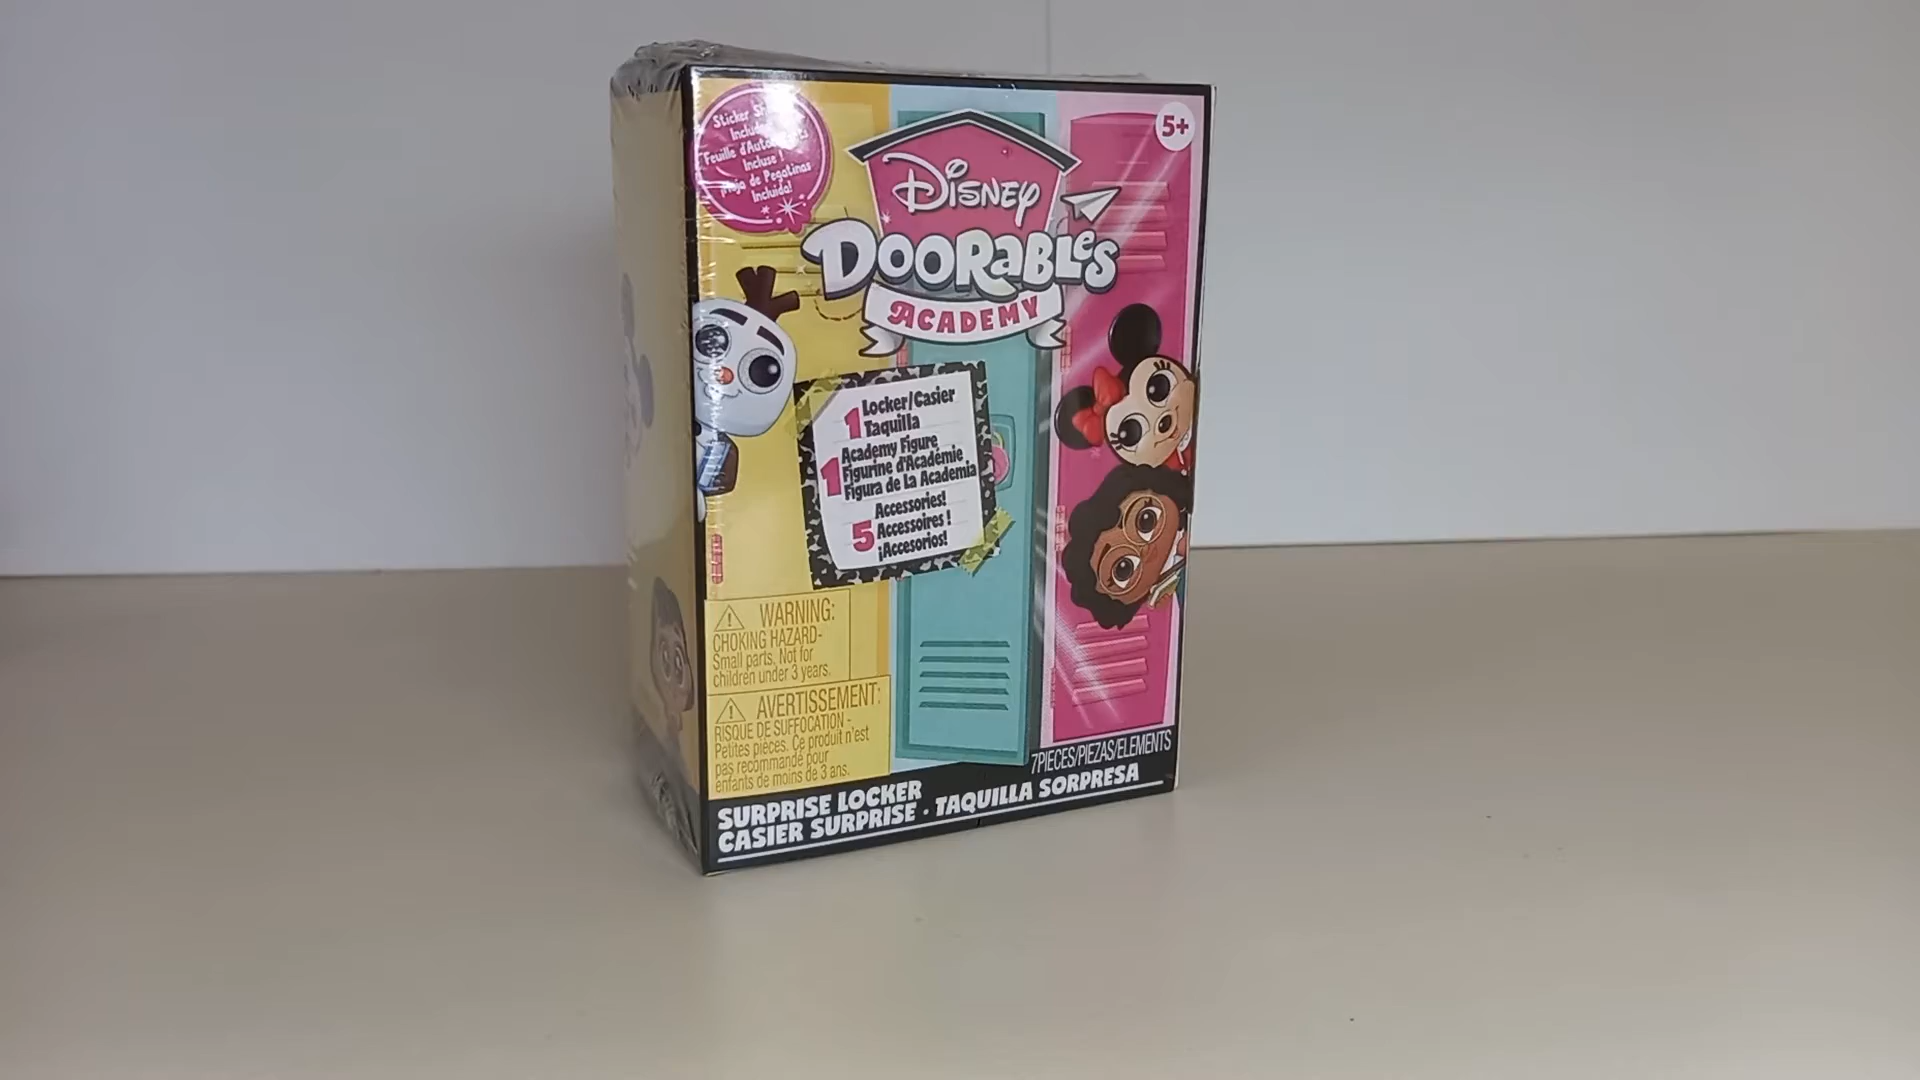 Sticker
Feuille
Incluse !
¡Hoja de Pegatinas
Incluida!
5+
DISNEY
DOORABLES
ACADEMY
1 Locker/Casier
Taquilla
1 Academy Figure
Figurine d'Académie
Figura de la Academia
5 Accessories!
Accessoires !
¡Accesorios!
WARNING:
CHOKING HAZARD-
Small parts. Not for
children under 3 years.
AVERTISSEMENT:
RISQUE DE SUFFOCATION -
Petites pièces. Ce produit n'est
pas recommandé pour
enfants de moins de 3 ans.
7PIECES/PIEZAS/ELEMENTS
SURPRISE LOCKER
CASIER SURPRISE · TAQUILLA SORPRESA